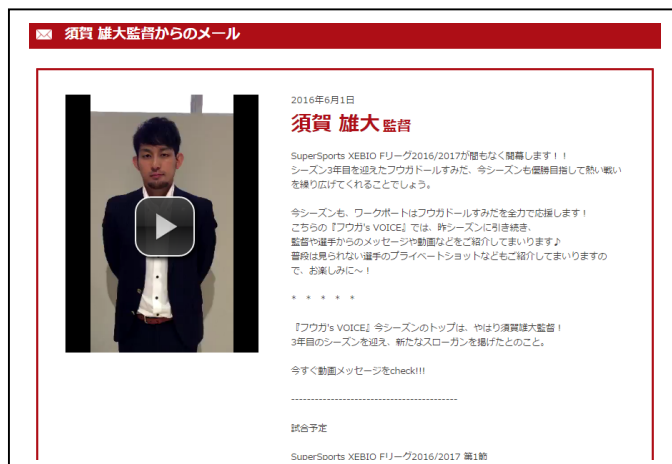 須賀 雄大監督からのメール
2016年6月1日
須賀 雄大監督
SuperSports XEBIO Fリーグ2016/2017が間もなく開幕します！！
シーズン3年目を迎えたフウガドールすみだ、今シーズンも優勝目指して熱い戦い
を繰り広げてくれることでしょう。
今シーズンも、ワークポートはフウガドールすみだを全力で応援します！
こちらの『フウガ's VOICE』では、昨シーズンに引き続き、
監督や選手からのメッセージや動画などをご紹介してまいります♪
普段は見られない選手のプライベートショットなどもご紹介してまいりますの
で、お楽しみに～！
＊ ＊ ＊ ＊ ＊
『フウガ's VOICE』今シーズンのトップは、やはり須賀雄大監督！
3年目のシーズンを迎え、新たなスローガンを掲げたとのこと。
今すぐ動画メッセージをcheck!!!
-------------------------------------------
試合予定
SuperSports XEBIO Fリーグ2016/2017 第1節